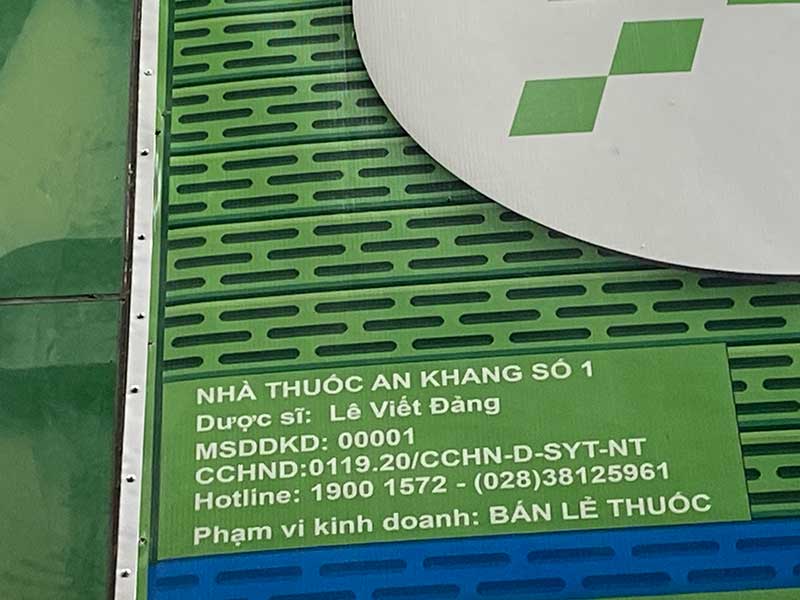 NHÀ THUỐC AN KHANG SỐ 1
Dược sĩ: Lê Viết Đảng
MSDDKD: 00001
CCHND:0119.20/CCHN-D-SYT-NT
Hotline: 1900 1572 - (028)38125961
Phạm vi kinh doanh: BÁN LẺ THUỐC